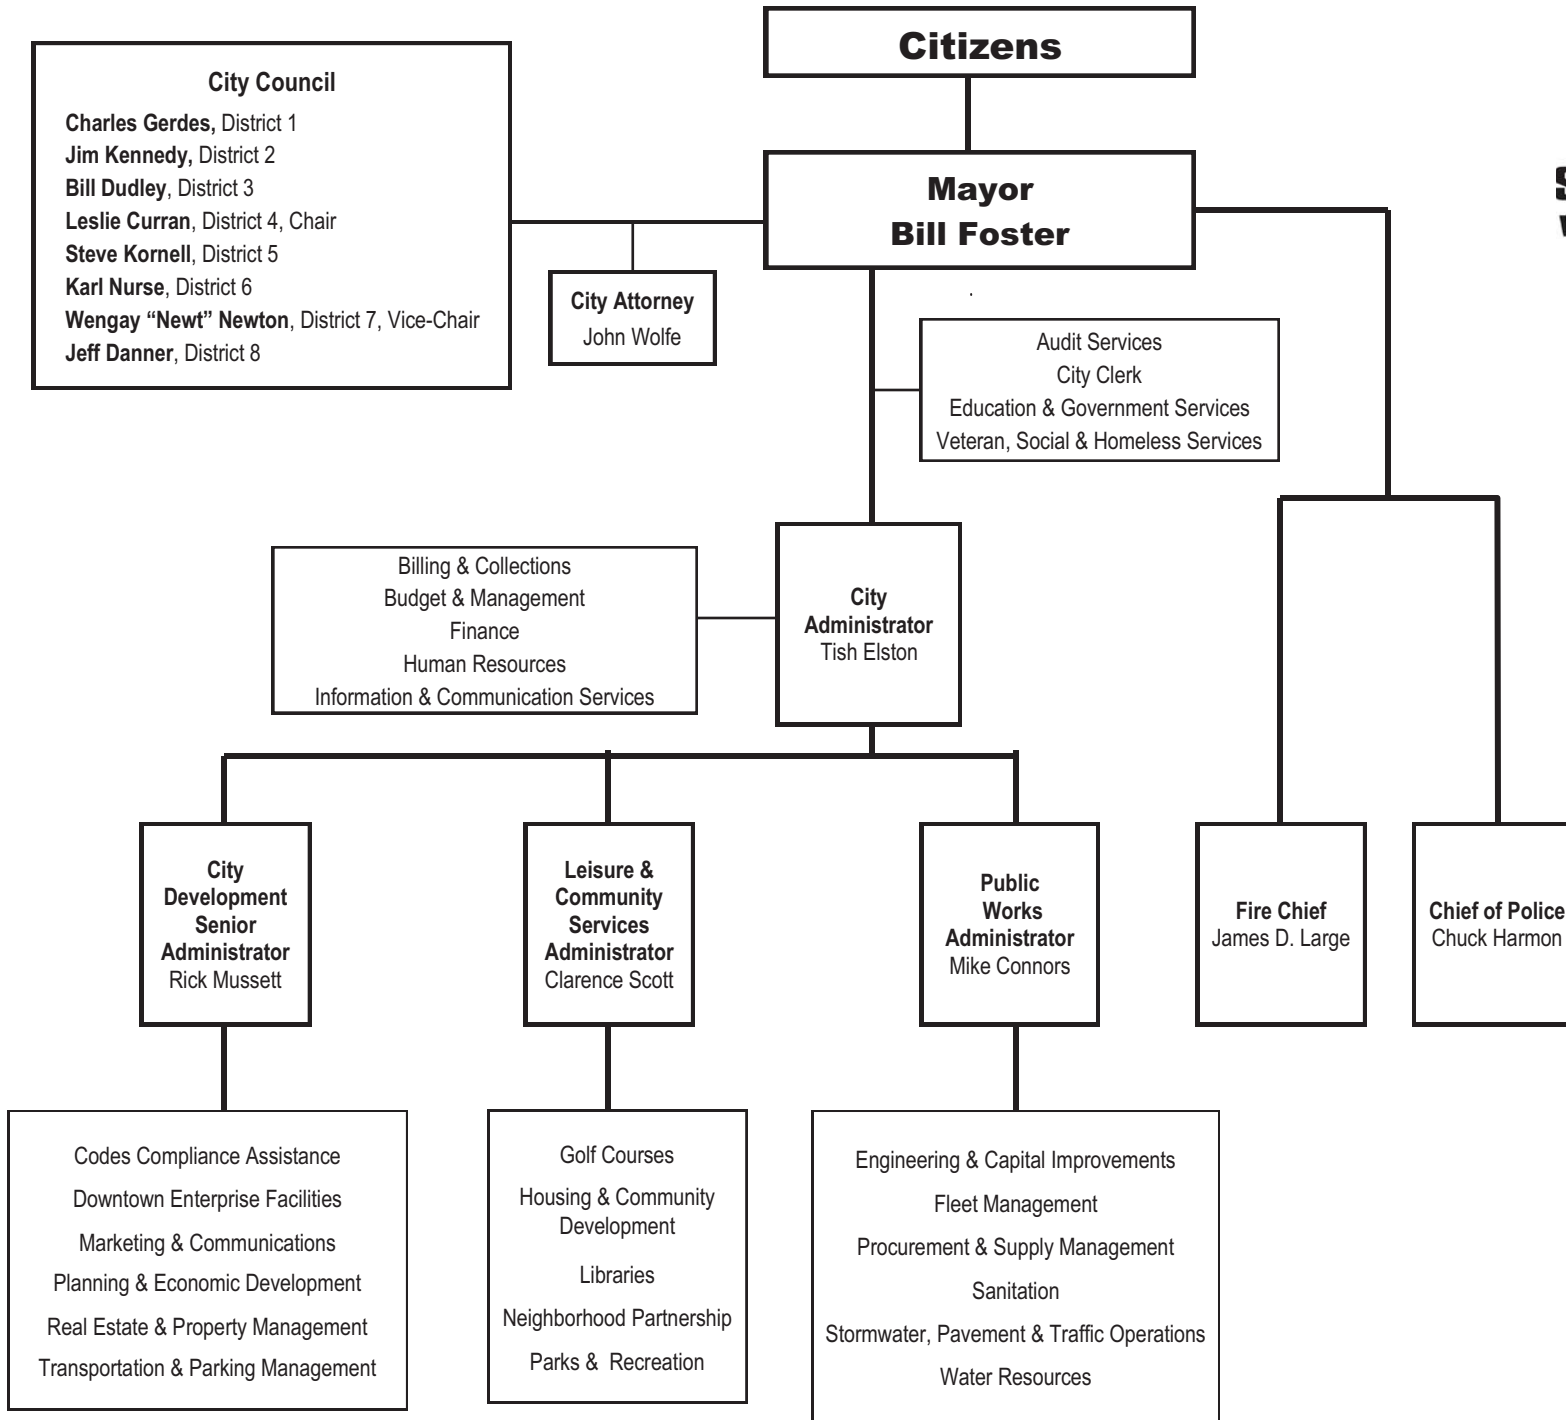 Citizens
City Council
Charles Gerdes, District 1
Jim Kennedy, District 2
Bill Dudley, District 3
Leslie Curran, District 4, Chair
Steve Kornell, District 5
Karl Nurse, District 6
Wengay “Newt” Newton, District 7, Vice-Chair
Jeff Danner, District 8
Mayor
Bill Foster
City Attorney
John Wolfe
Audit Services
City Clerk
Education & Government Services
Veteran, Social & Homeless Services
Billing & Collections
Budget & Management
Finance
Human Resources
Information & Communication Services
City
Administrator
Tish Elston
City
Development
Senior
Administrator
Rick Mussett
Leisure &
Community
Services
Administrator
Clarence Scott
Public
Works
Administrator
Mike Connors
Fire Chief
James D. Large
Chief of Police
Chuck Harmon
Codes Compliance Assistance
Downtown Enterprise Facilities
Marketing & Communications
Planning & Economic Development
Real Estate & Property Management
Transportation & Parking Management
Golf Courses
Housing & Community
Development
Libraries
Neighborhood Partnership
Parks & Recreation
Engineering & Capital Improvements
Fleet Management
Procurement & Supply Management
Sanitation
Stormwater, Pavement & Traffic Operations
Water Resources